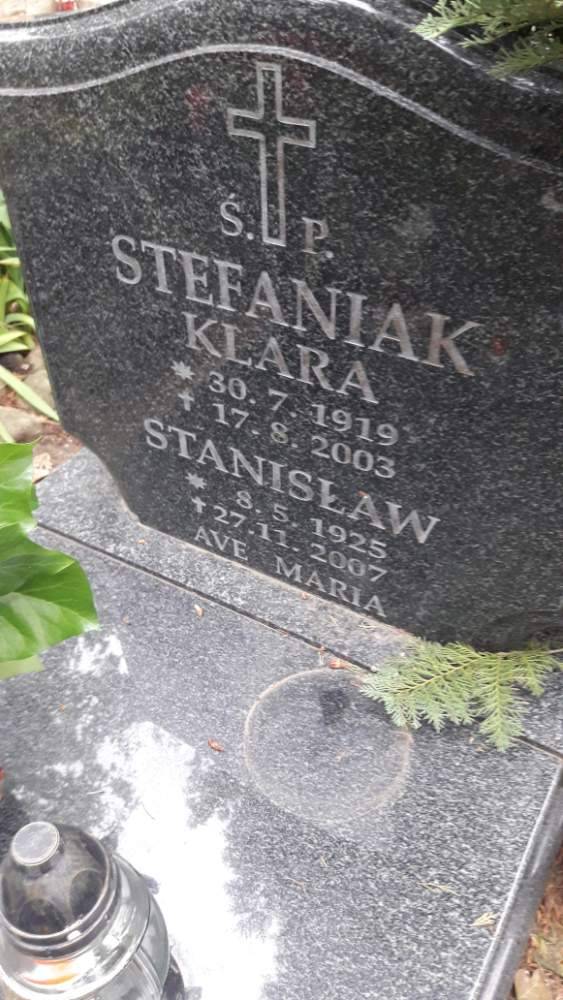 Ś. P.
STEFANIAK
KLARA
* 30. 7. 1919
† 17. 8. 2003
STANISŁAW
* 8. 5. 1925
† 27. 11. 2007
AVE MARIA